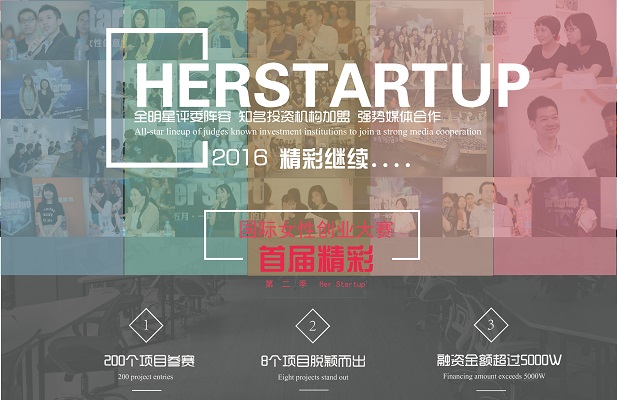 HERSTARTUP
全明星评委阵容 知名投资机构加盟 强势媒体合作
All-star lineup of judges known investment institutions to join a strong media cooperation
2016 精彩继续....
国际女性创业大赛
首届精彩
第二季 Her Startup
1
200个项目参赛
200 project entries
2
8个项目脱颖而出
Eight projects stand out
3
融资金额超过5000W
Financing amount exceeds 5000W